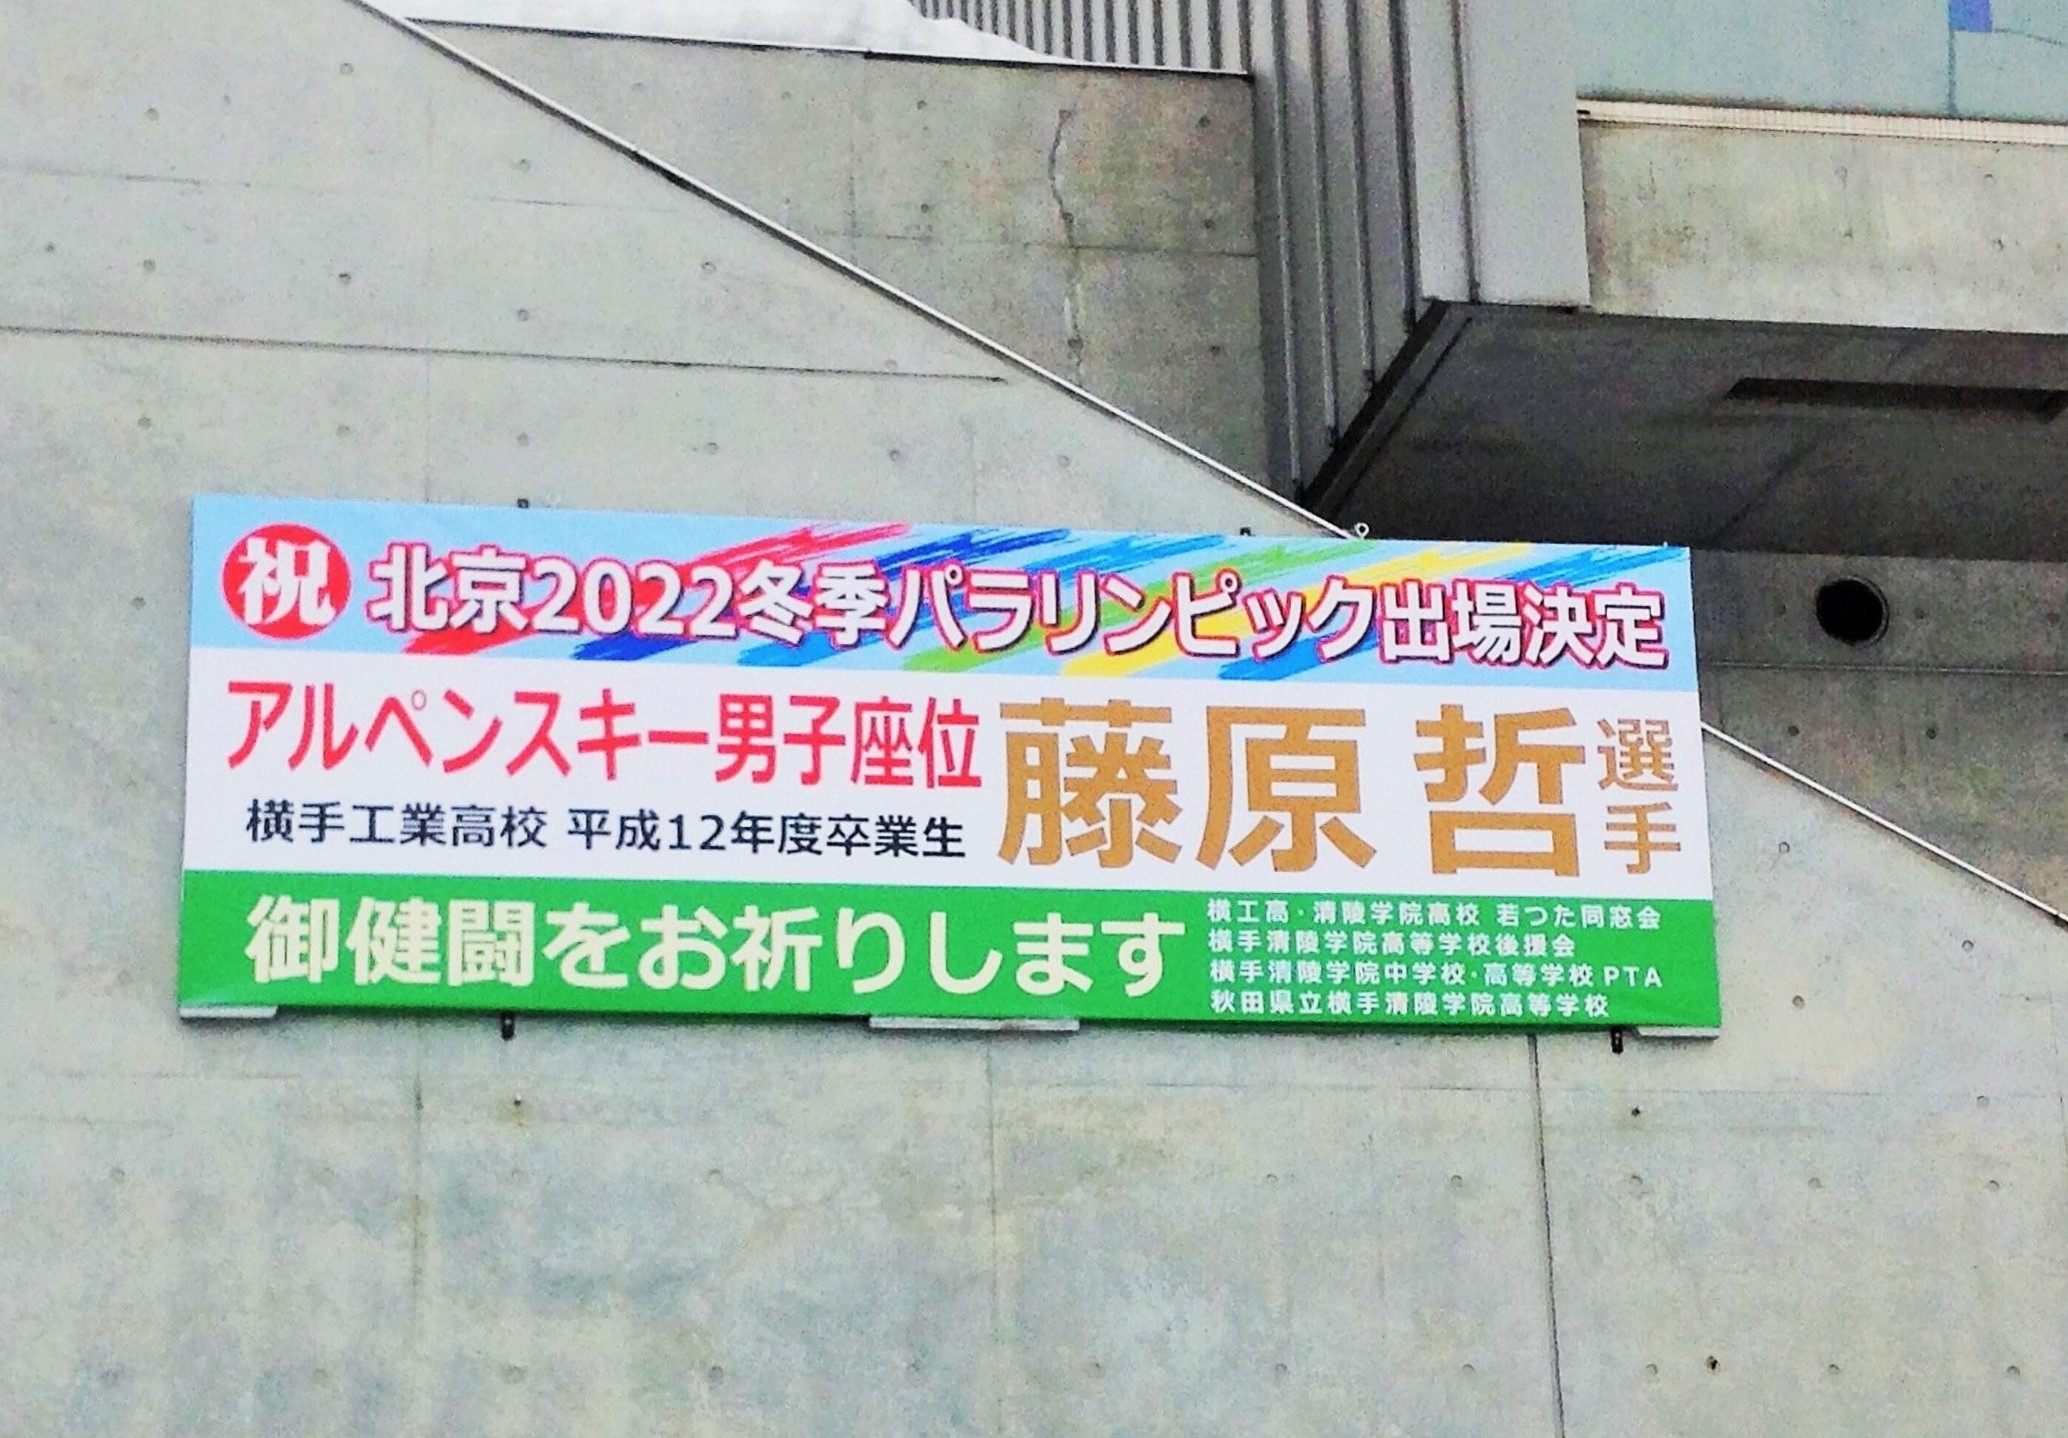 祝 北京2022冬季パラリンピック出場決定
アルペンスキー男子座位
横手工業高校 平成12年度卒業生
藤原 哲 選手
御健闘をお祈りします
横工高・清陵学院高校 若つた同窓会
横手清陵学院高等学校後援会
横手清陵学院中学校・高等学校 PTA
秋田県立横手清陵学院高等学校